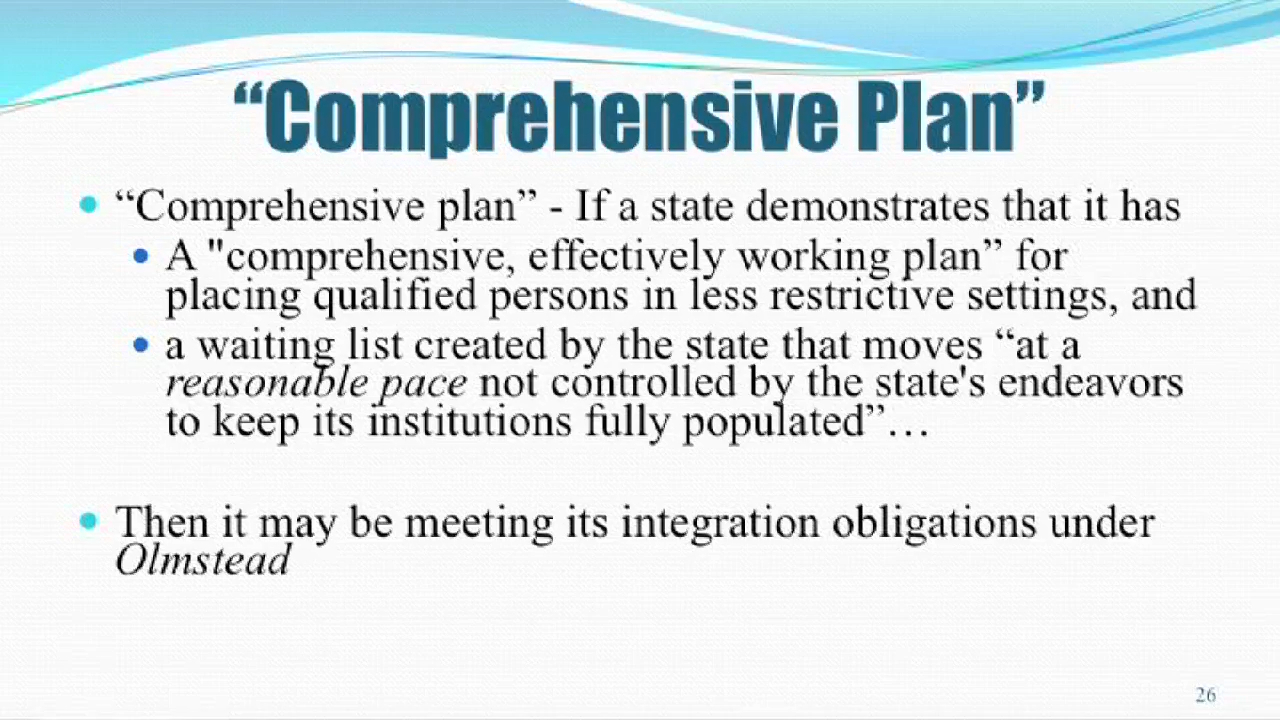 “Comprehensive Plan”
“Comprehensive plan” - If a state demonstrates that it has
A "comprehensive, effectively working plan” for
placing qualified persons in less restrictive settings, and
a waiting list created by the state that moves “at a
reasonable pace not controlled by the state's endeavors
to keep its institutions fully populated”…
Then it may be meeting its integration obligations under
Olmstead
26